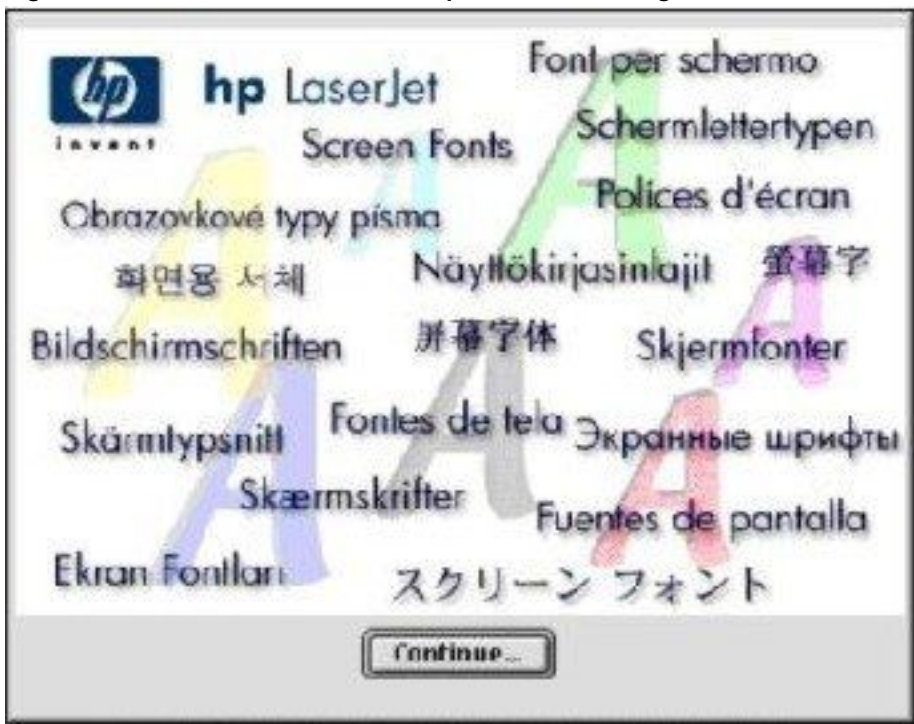 hp
invent
hp LaserJet
Font per schermo
Screen Fonts
Schermlettertypen
Polices d'écran
Obrazovkové typy písma
화면용 서체
Näyttökirjasinlajit
螢幕字
Bildschirmschriften
屏幕字体
Skjermfonter
Skärmtypsnitt
Fontes de tela
Экранные шрифты
Skærmskrifter
Fuentes de pantalla
Ekran Fontları
スクリーン フォント
Continue...